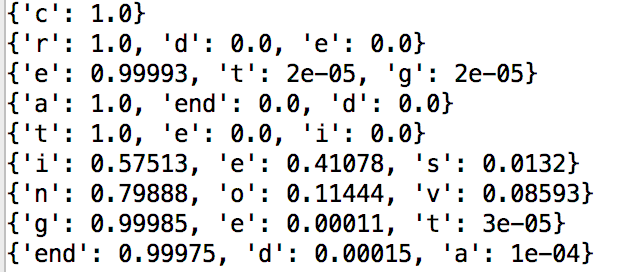 {'c': 1.0}
{'r': 1.0, 'd': 0.0, 'e': 0.0}
{'e': 0.99993, 't': 2e-05, 'g': 2e-05}
{'a': 1.0, 'end': 0.0, 'd': 0.0}
{'t': 1.0, 'e': 0.0, 'i': 0.0}
{'i': 0.57513, 'e': 0.41078, 's': 0.0132}
{'n': 0.79888, 'o': 0.11444, 'v': 0.08593}
{'g': 0.99985, 'e': 0.00011, 't': 3e-05}
{'end': 0.99975, 'd': 0.00015, 'a': 1e-04}